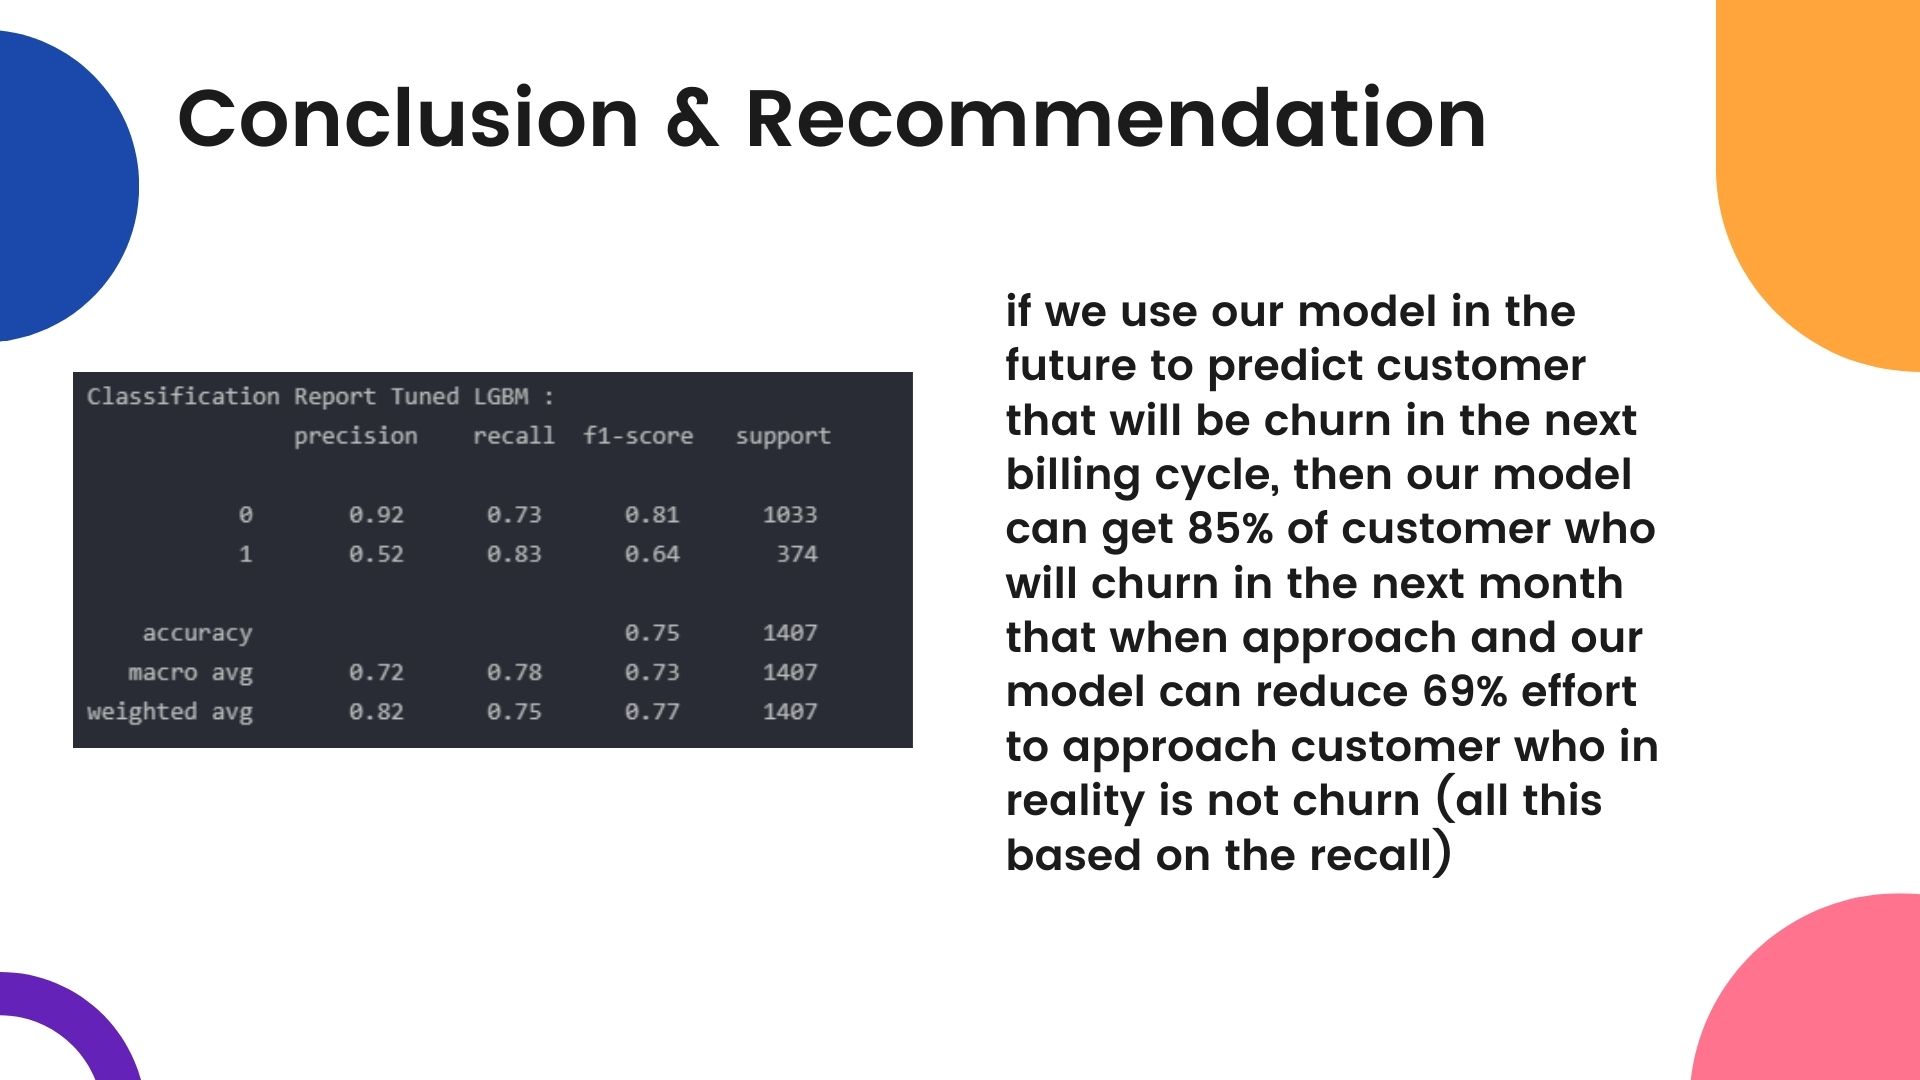 Conclusion & Recommendation
Classification Report Tuned LGBM :
precision recall f1-score support
0 0.92 0.73 0.81 1033
1 0.52 0.83 0.64 374
accuracy 0.75 1407
macro avg 0.72 0.78 0.73 1407
weighted avg 0.82 0.75 0.77 1407
if we use our model in the
future to predict customer
that will be churn in the next
billing cycle, then our model
can get 85% of customer who
will churn in the next month
that when approach and our
model can reduce 69% effort
to approach customer who in
reality is not churn (all this
based on the recall)